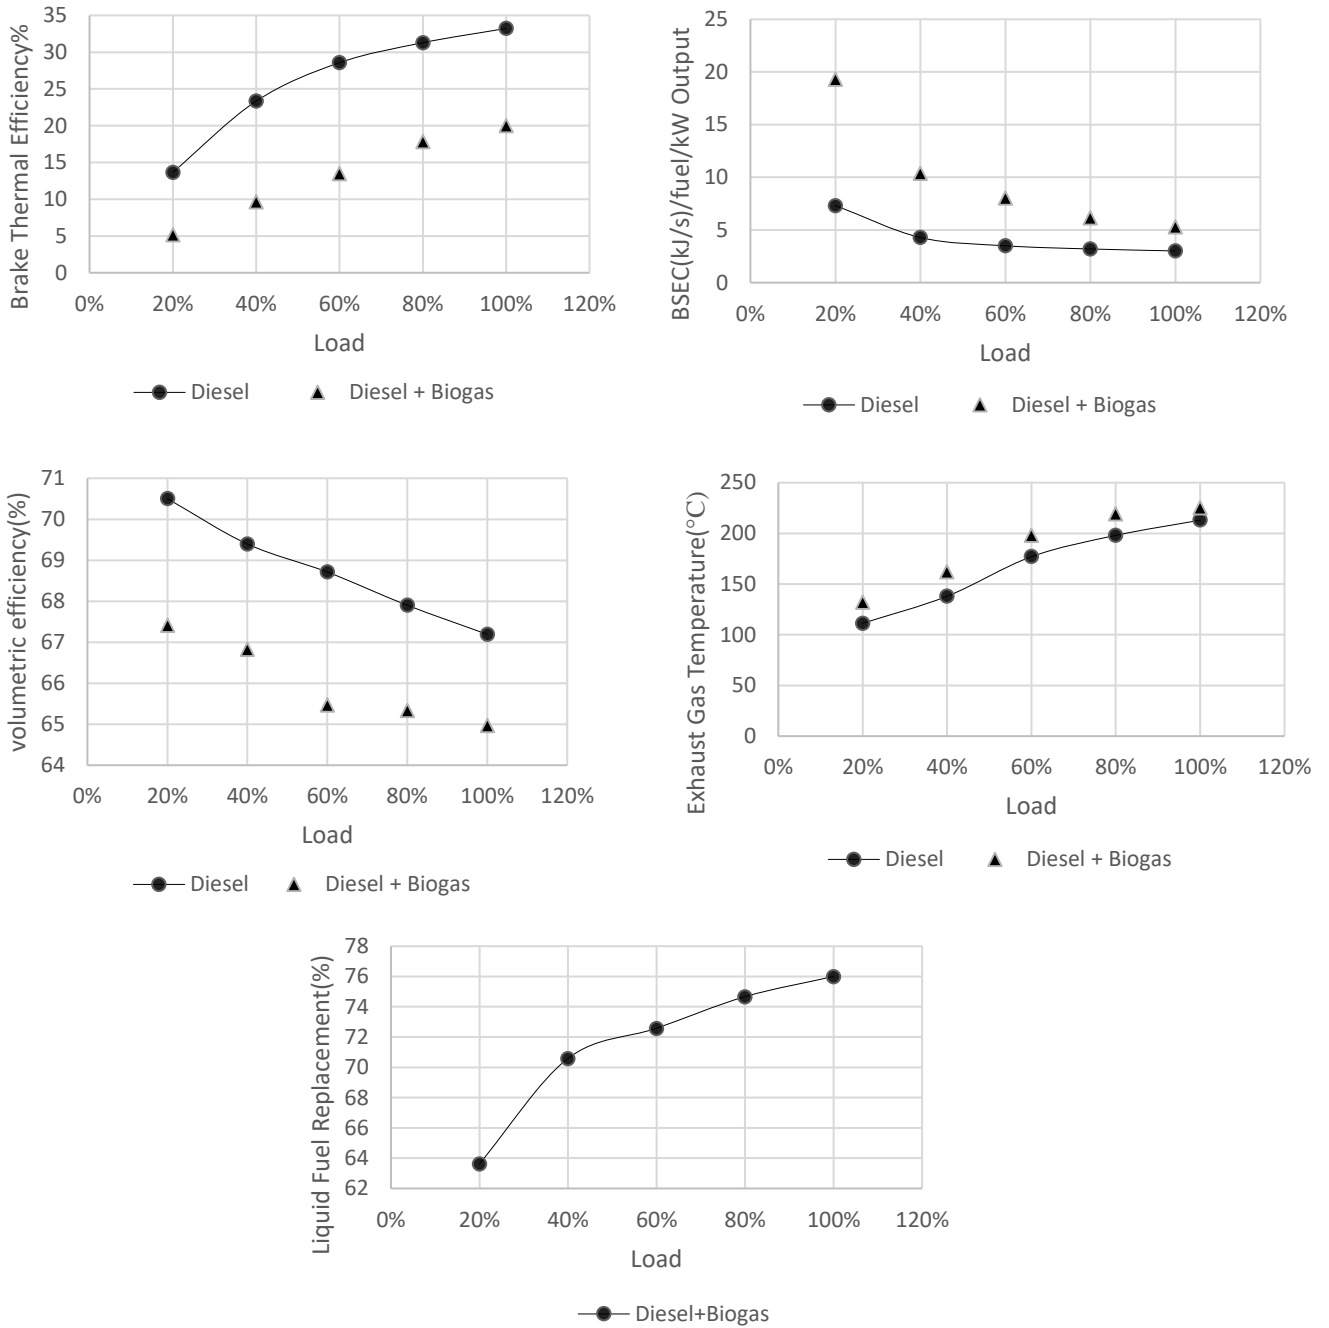 Brake Thermal Efficiency%
35
30
25
20
15
10
5
0
0% 20% 40% 60% 80% 100% 120%
Load
Diesel Diesel + Biogas
BSEC(kJ/s)/fuel/kW Output
25
20
15
10
5
0
0% 20% 40% 60% 80% 100% 120%
Load
Diesel Diesel + Biogas
volumetric efficiency(%)
71
70
69
68
67
66
65
64
0% 20% 40% 60% 80% 100% 120%
Load
Diesel Diesel + Biogas
Exhaust Gas Temperature(°C)
250
200
150
100
50
0
0% 20% 40% 60% 80% 100% 120%
Load
Diesel Diesel + Biogas
Liquid Fuel Replacement(%)
78
76
74
72
70
68
66
64
62
0% 20% 40% 60% 80% 100% 120%
Load
Diesel+Biogas